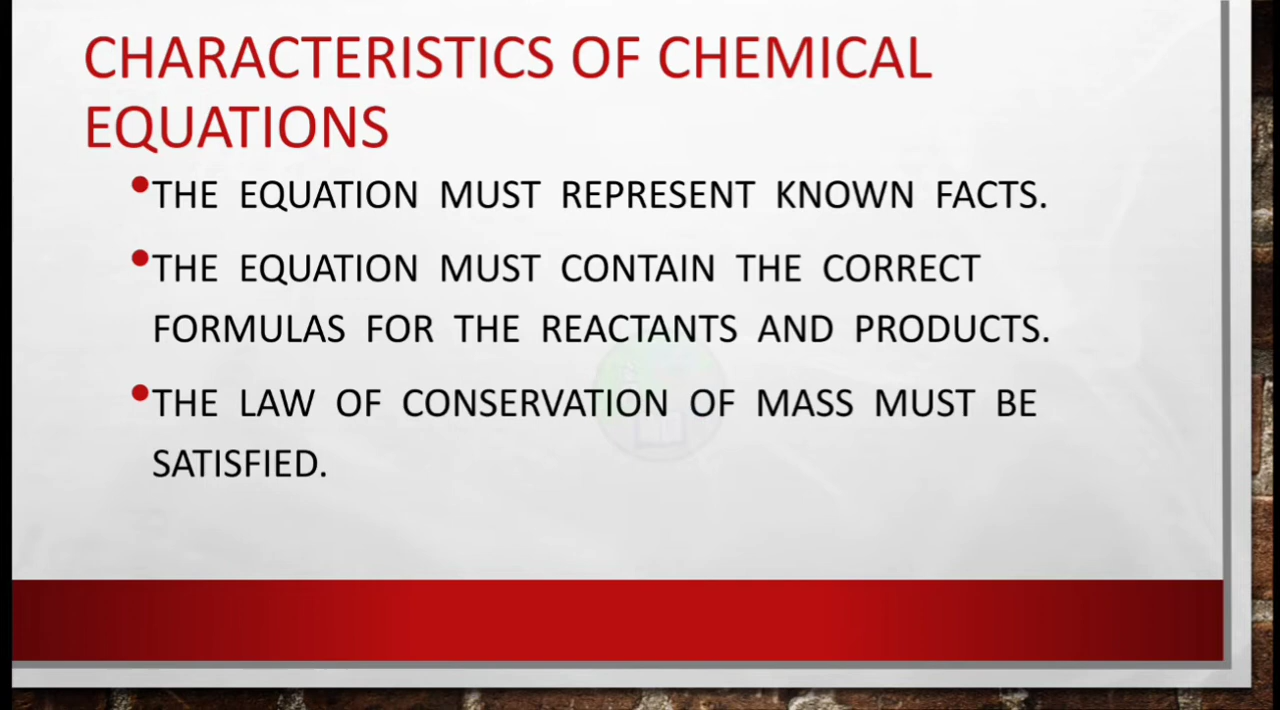 CHARACTERISTICS OF CHEMICAL
EQUATIONS
•THE EQUATION MUST REPRESENT KNOWN FACTS.
•THE EQUATION MUST CONTAIN THE CORRECT
FORMULAS FOR THE REACTANTS AND PRODUCTS.
•THE LAW OF CONSERVATION OF MASS MUST BE
SATISFIED.